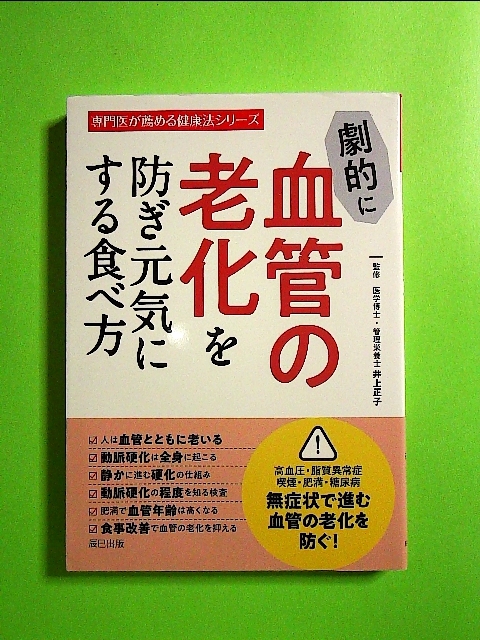 専門医が薦める健康法シリーズ
劇的に
血管の
老化を
防ぎ元気に
する食べ方
監修 医学博士・管理栄養士 井上正子
人は血管とともに老いる
動脈硬化は全身に起こる
静かに進む硬化の仕組み
動脈硬化の程度を知る検査
肥満で血管年齢は高くなる
食事改善で血管の老化を抑える
辰巳出版
高血圧・脂質異常症
喫煙・肥満・糖尿病
無症状で進む
血管の老化を
防ぐ!